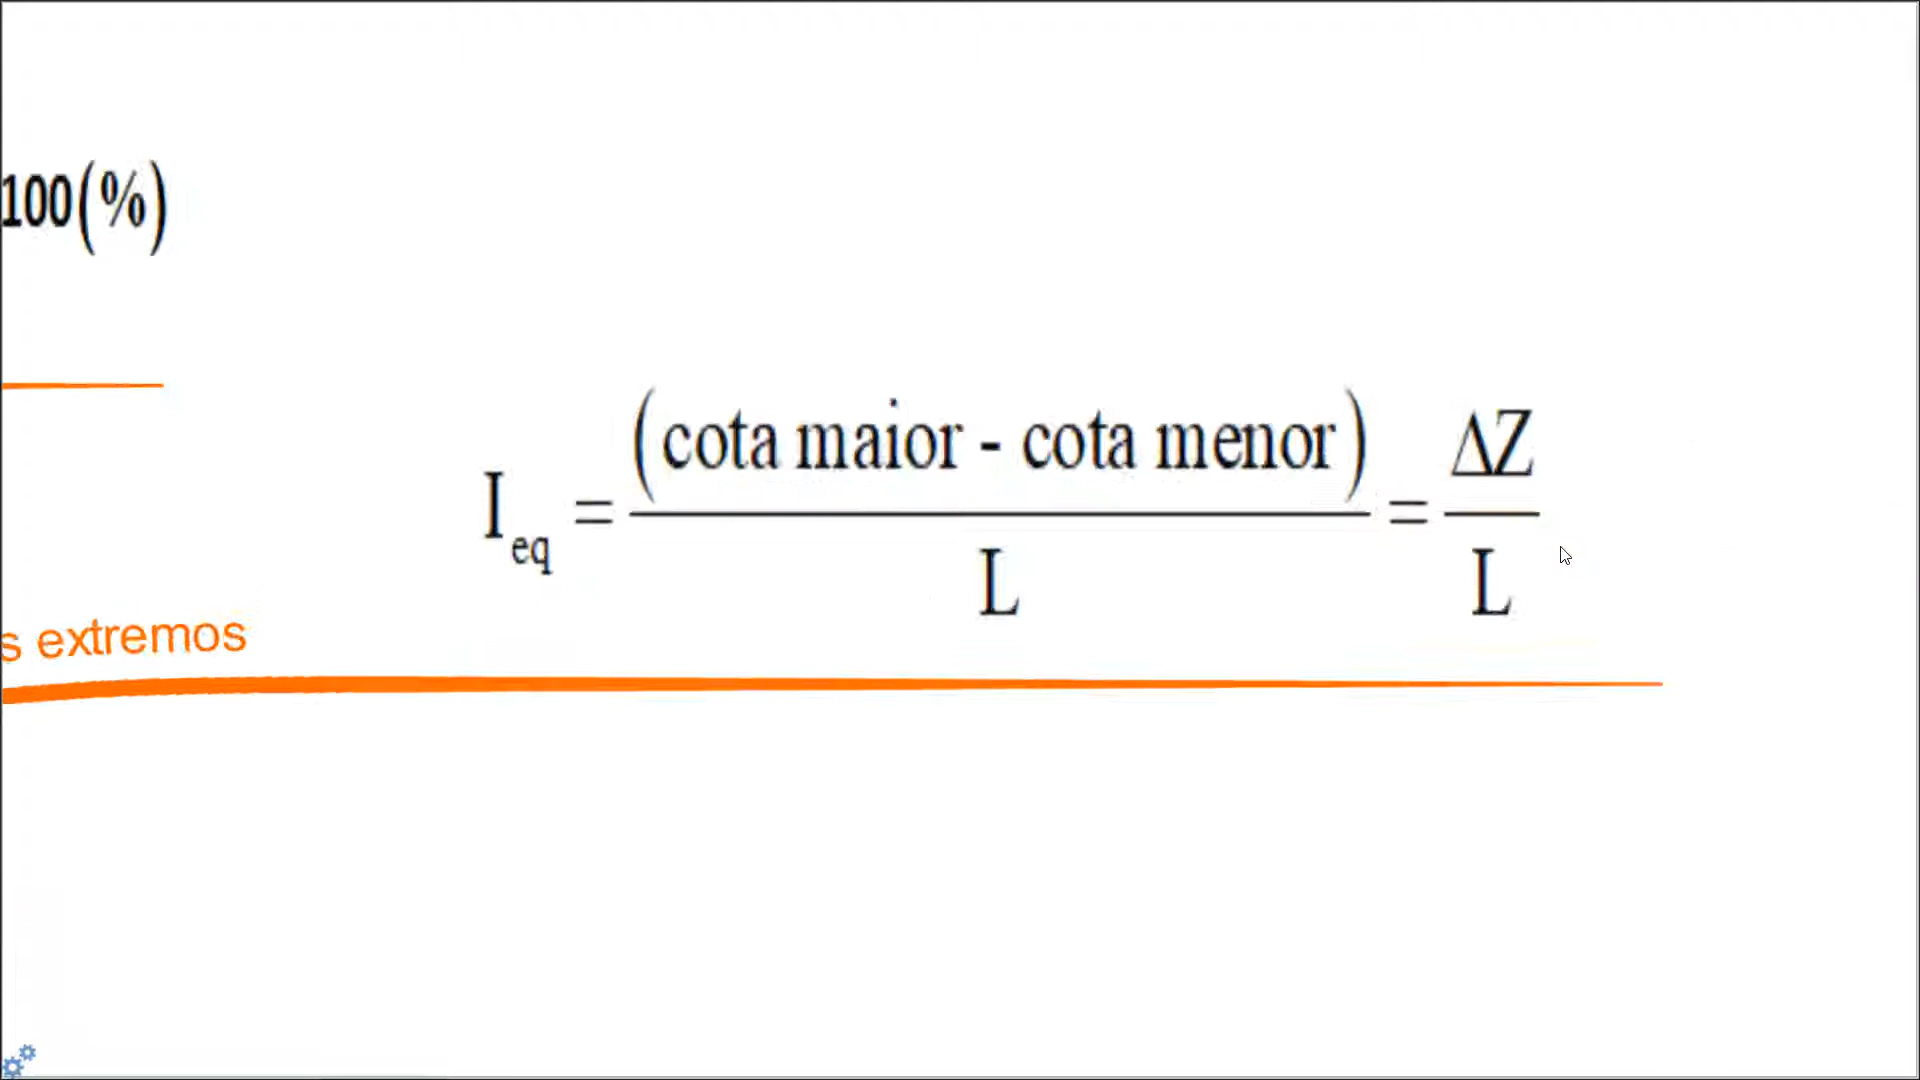 100(%)
I_eq = (cota maior - cota menor) / L = ΔZ / L
s extremos